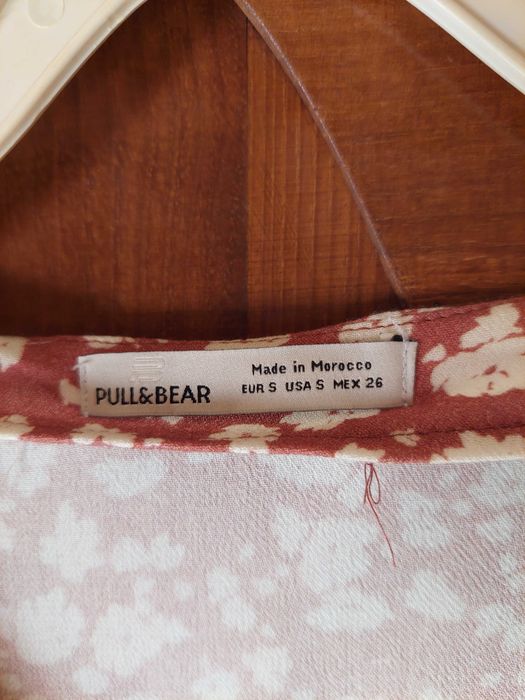 PULL&BEAR
Made in Morocco
EUR S USA S MEX 26